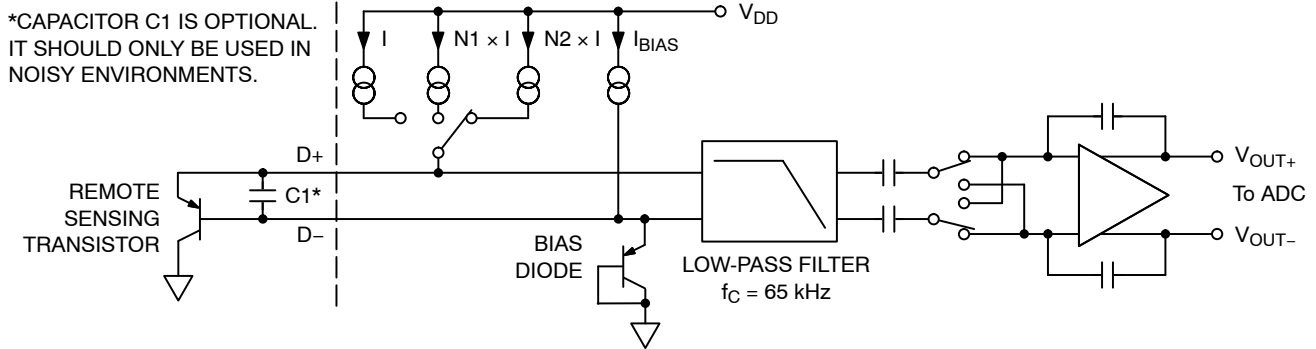 *CAPACITOR C1 IS OPTIONAL.
IT SHOULD ONLY BE USED IN
NOISY ENVIRONMENTS.
VDD
I
N1 × I
N2 × I
IBIAS
D+
REMOTE
SENSING
TRANSISTOR
C1*
D−
BIAS
DIODE
LOW-PASS FILTER
fC = 65 kHz
VOUT+
To ADC
VOUT−